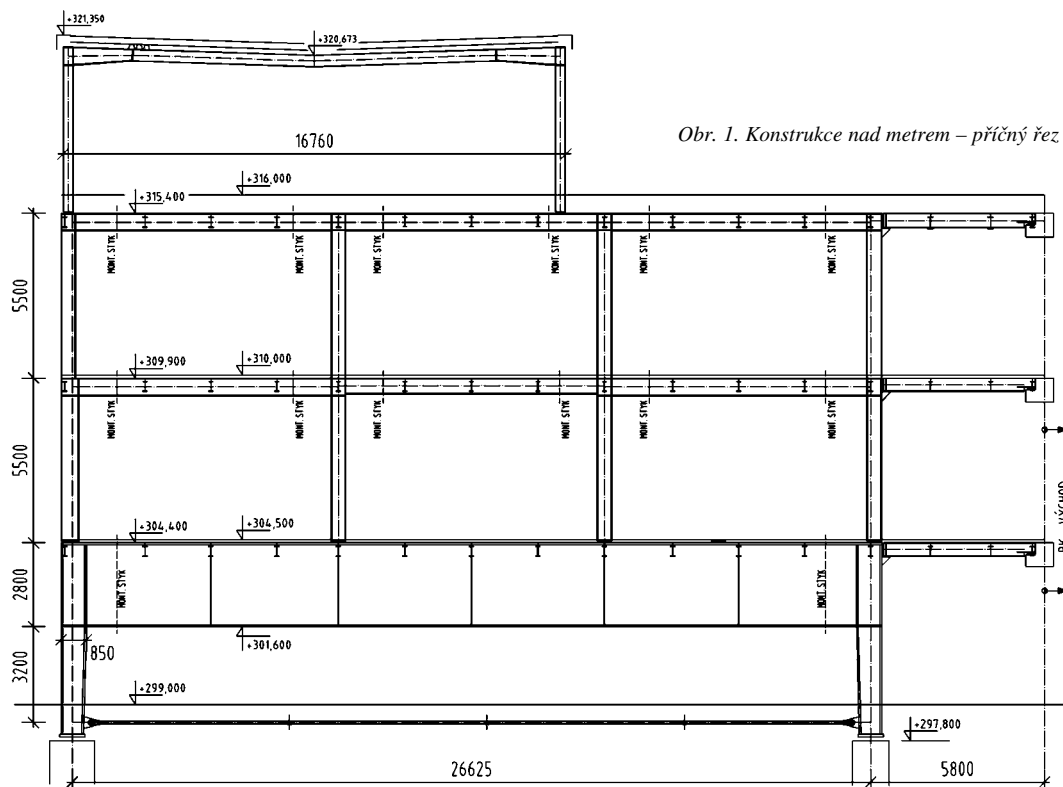 +321,350
+320,673
16760
Obr. 1. Konstrukce nad metrem – příčný řez
+316,000
+315,400
MONT. STYK
MONT. STYK
MONT. STYK
MONT. STYK
MONT. STYK
MONT. STYK
5500
+309,900
+310,000
MONT. STYK
MONT. STYK
MONT. STYK
MONT. STYK
MONT. STYK
MONT. STYK
5500
+304,400
+304,500
MONT. STYK
MONT. STYK
2800
850
+301,600
3200
+299,000
+297,800
26625
5800